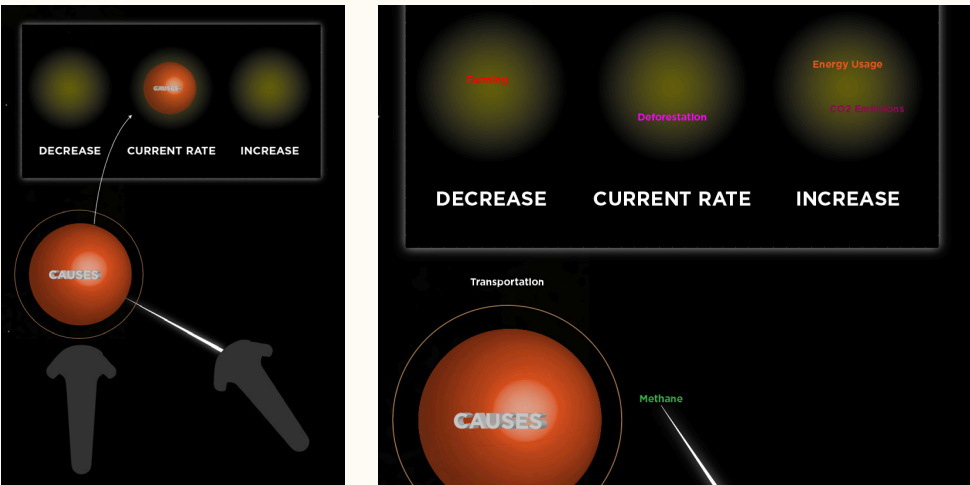 CAUSES
DECREASE
CURRENT RATE
INCREASE
CAUSES
Farming
Deforestation
Energy Usage
CO2 Emissions
DECREASE
CURRENT RATE
INCREASE
Transportation
Methane
CAUSES